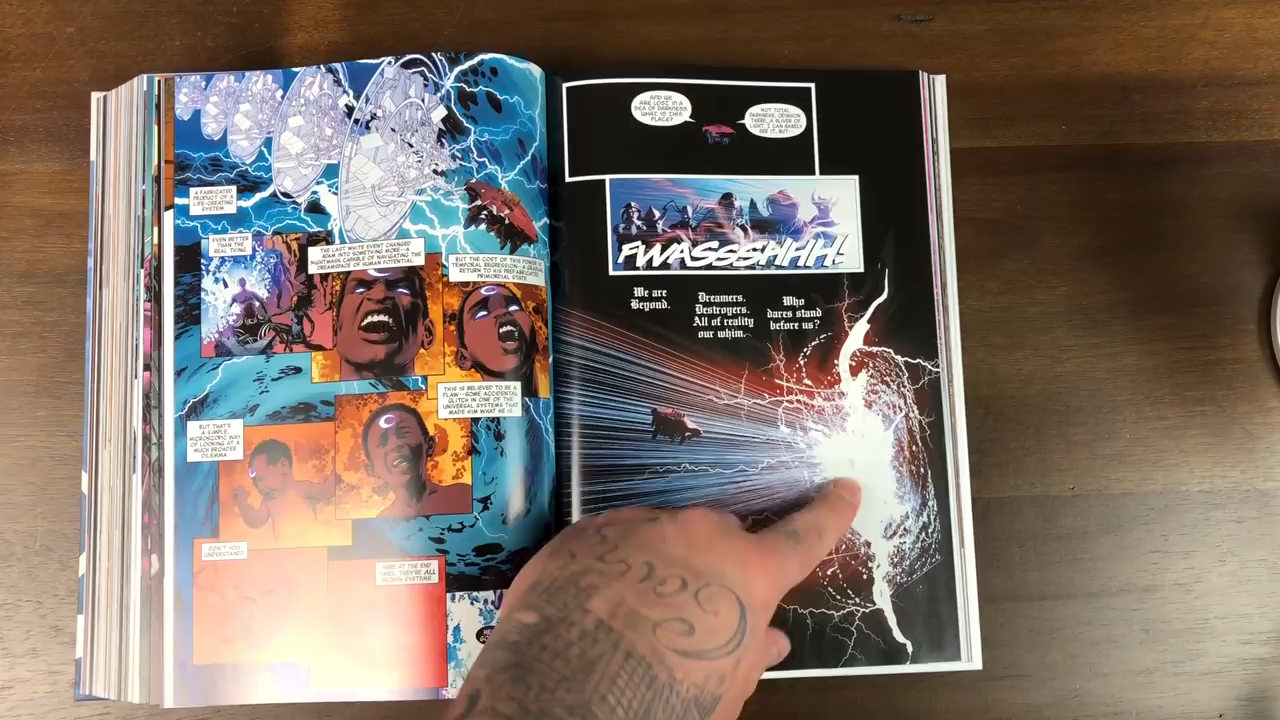 A FABRICATED
PRODUCT OF A
LIFE-CREATING
SYSTEM.
EVEN BETTER
THAN THE
REAL THING.
THE LAST WHITE EVENT CHANGED
ADAM INTO SOMETHING MORE--A
NIGHTMASK CAPABLE OF NAVIGATING THE
DREAMSPACE OF HUMAN POTENTIAL.
BUT THE COST OF THIS POWER IS
TEMPORAL REGRESSION--A GRADUAL
RETURN TO HIS PREFABRICATED
PRIMORDIAL STATE.
THIS IS BELIEVED TO BE A
FLAW--SOME ACCIDENTAL
GLITCH IN ONE OF THE
UNIVERSAL SYSTEMS THAT
MADE HIM WHAT HE IS.
BUT THAT'S
A SIMPLE,
MICROSCOPIC WAY
OF LOOKING AT A
MUCH BROADER
DILEMMA.
DON'T YOU
UNDERSTAND?
HERE AT THE END
TIMES, THEY'RE ALL
BROKEN SYSTEMS.
AND WE
ARE LOST IN A
SEA OF DARKNESS.
WHAT IS THIS
PLACE?
NOT TOTAL
DARKNESS, ODINSON.
THERE, A SLIVER OF
LIGHT. I CAN BARELY
SEE IT, BUT--
FWASSSSHHH!
We are
Beyond.
Dreamers.
Destroyers.
All of reality
our whim.
Who
dares stand
before us?